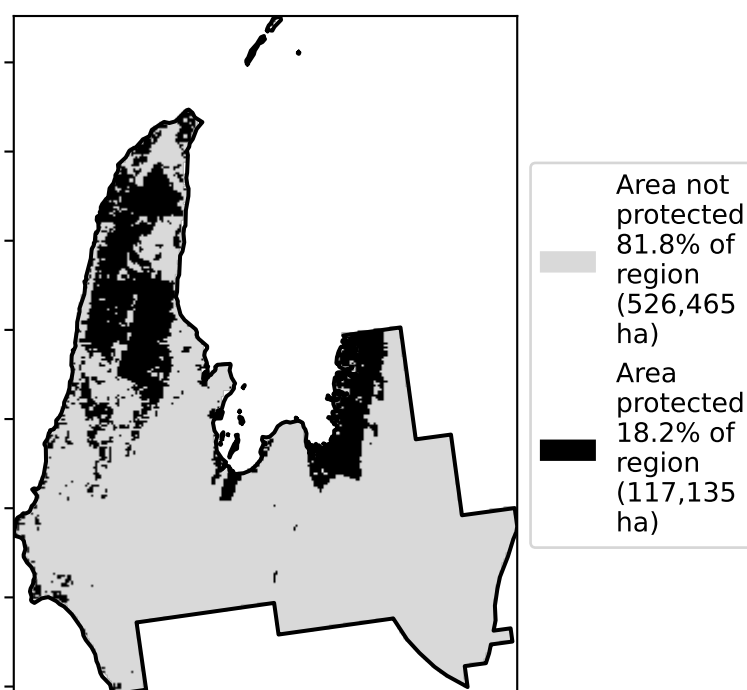 Area not
protected
81.8% of
region
(526,465
ha)
Area
protected
18.2% of
region
(117,135
ha)